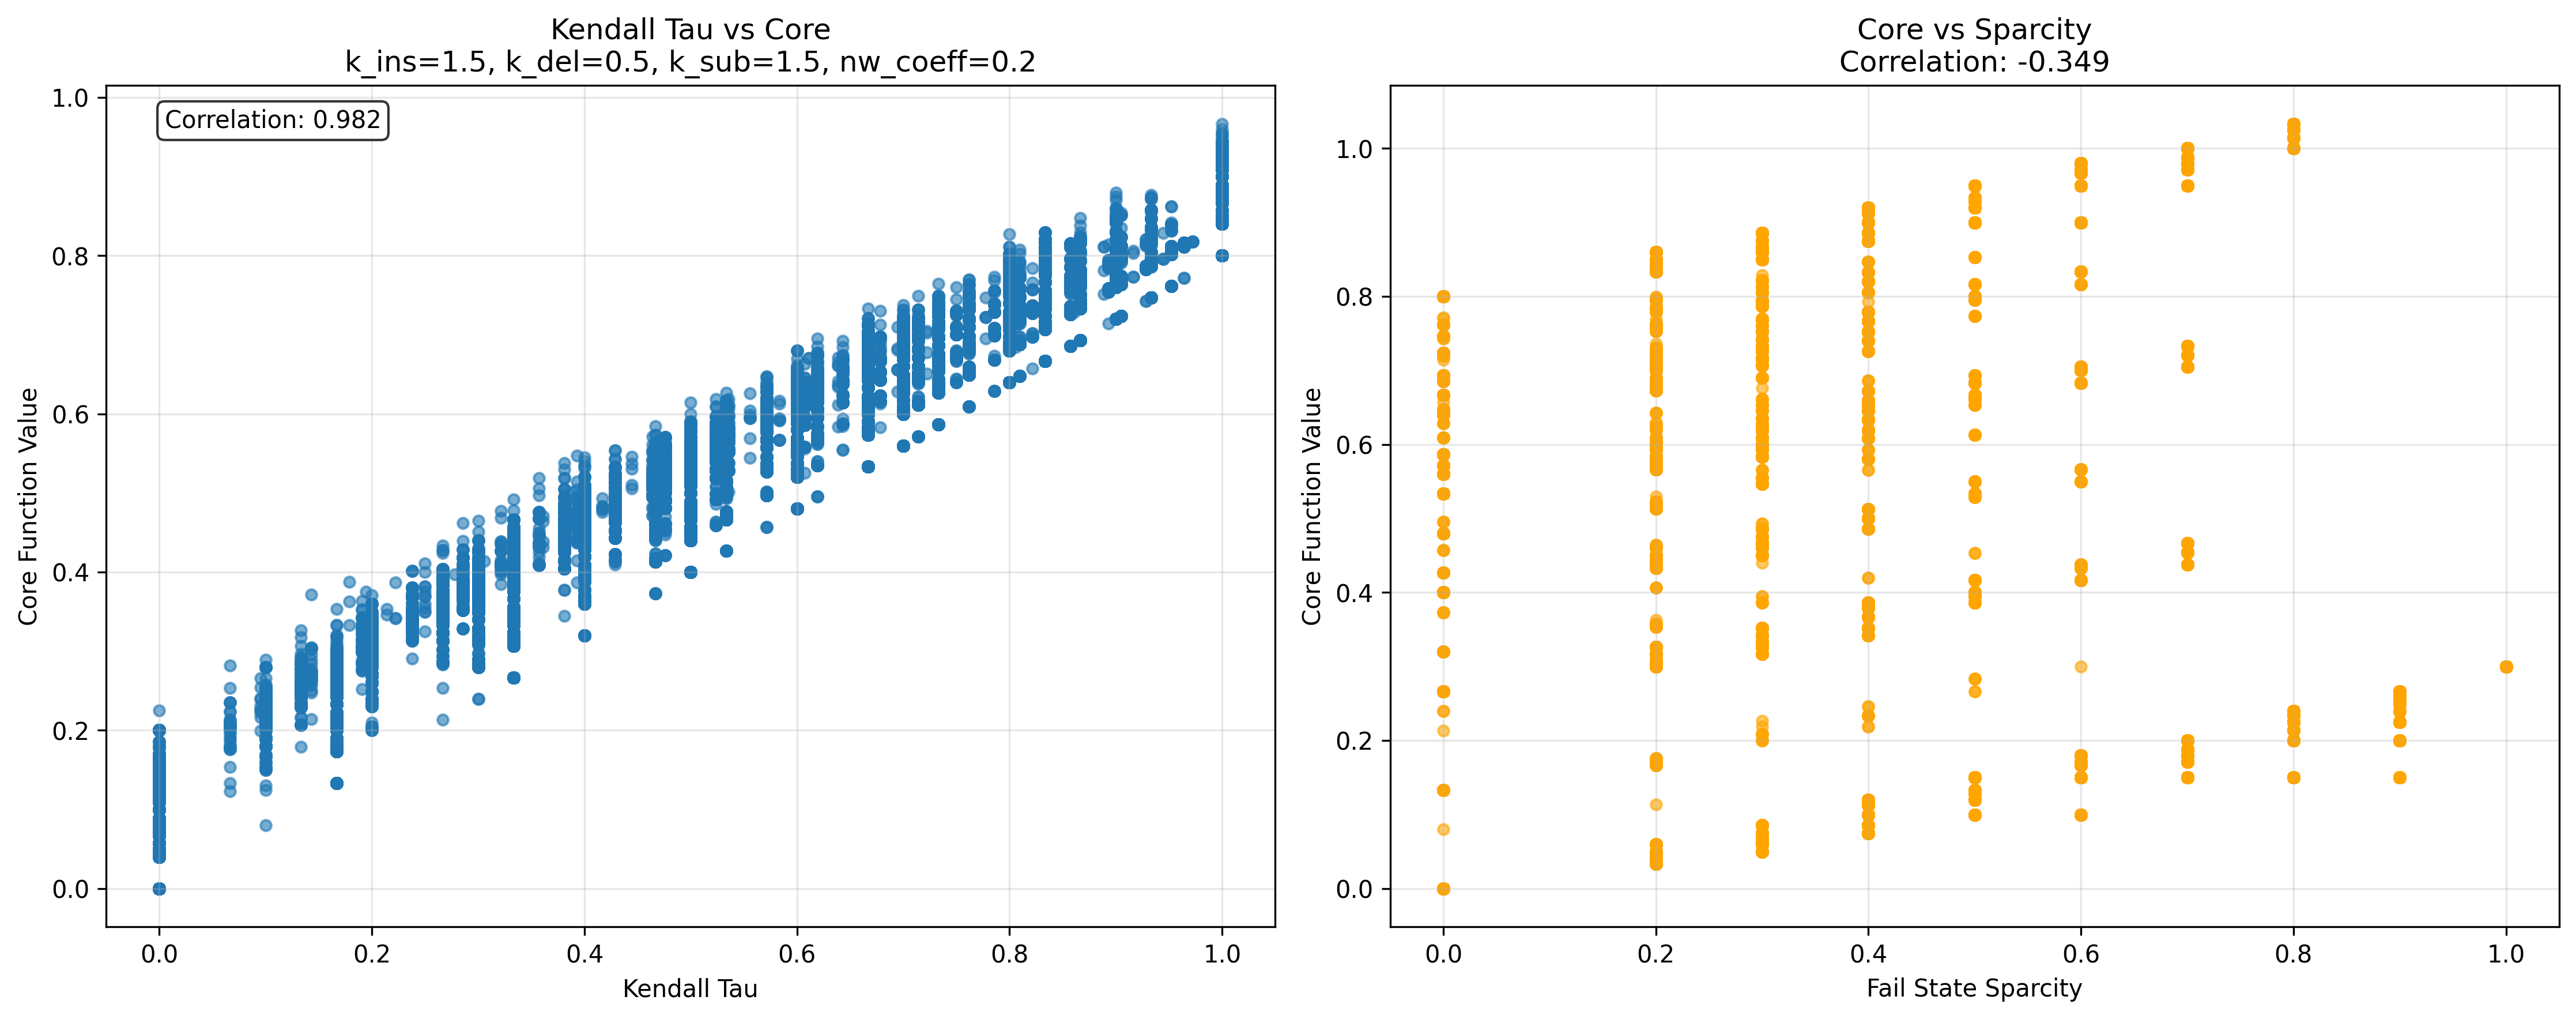 Kendall Tau vs Core
k_ins=1.5, k_del=0.5, k_sub=1.5, nw_coeff=0.2
Correlation: 0.982
Core Function Value
1.0
0.8
0.6
0.4
0.2
0.0
0.0 0.2 0.4 0.6 0.8 1.0
Kendall Tau
Core vs Sparcity
Correlation: -0.349
Core Function Value
1.0
0.8
0.6
0.4
0.2
0.0
0.0 0.2 0.4 0.6 0.8 1.0
Fail State Sparcity